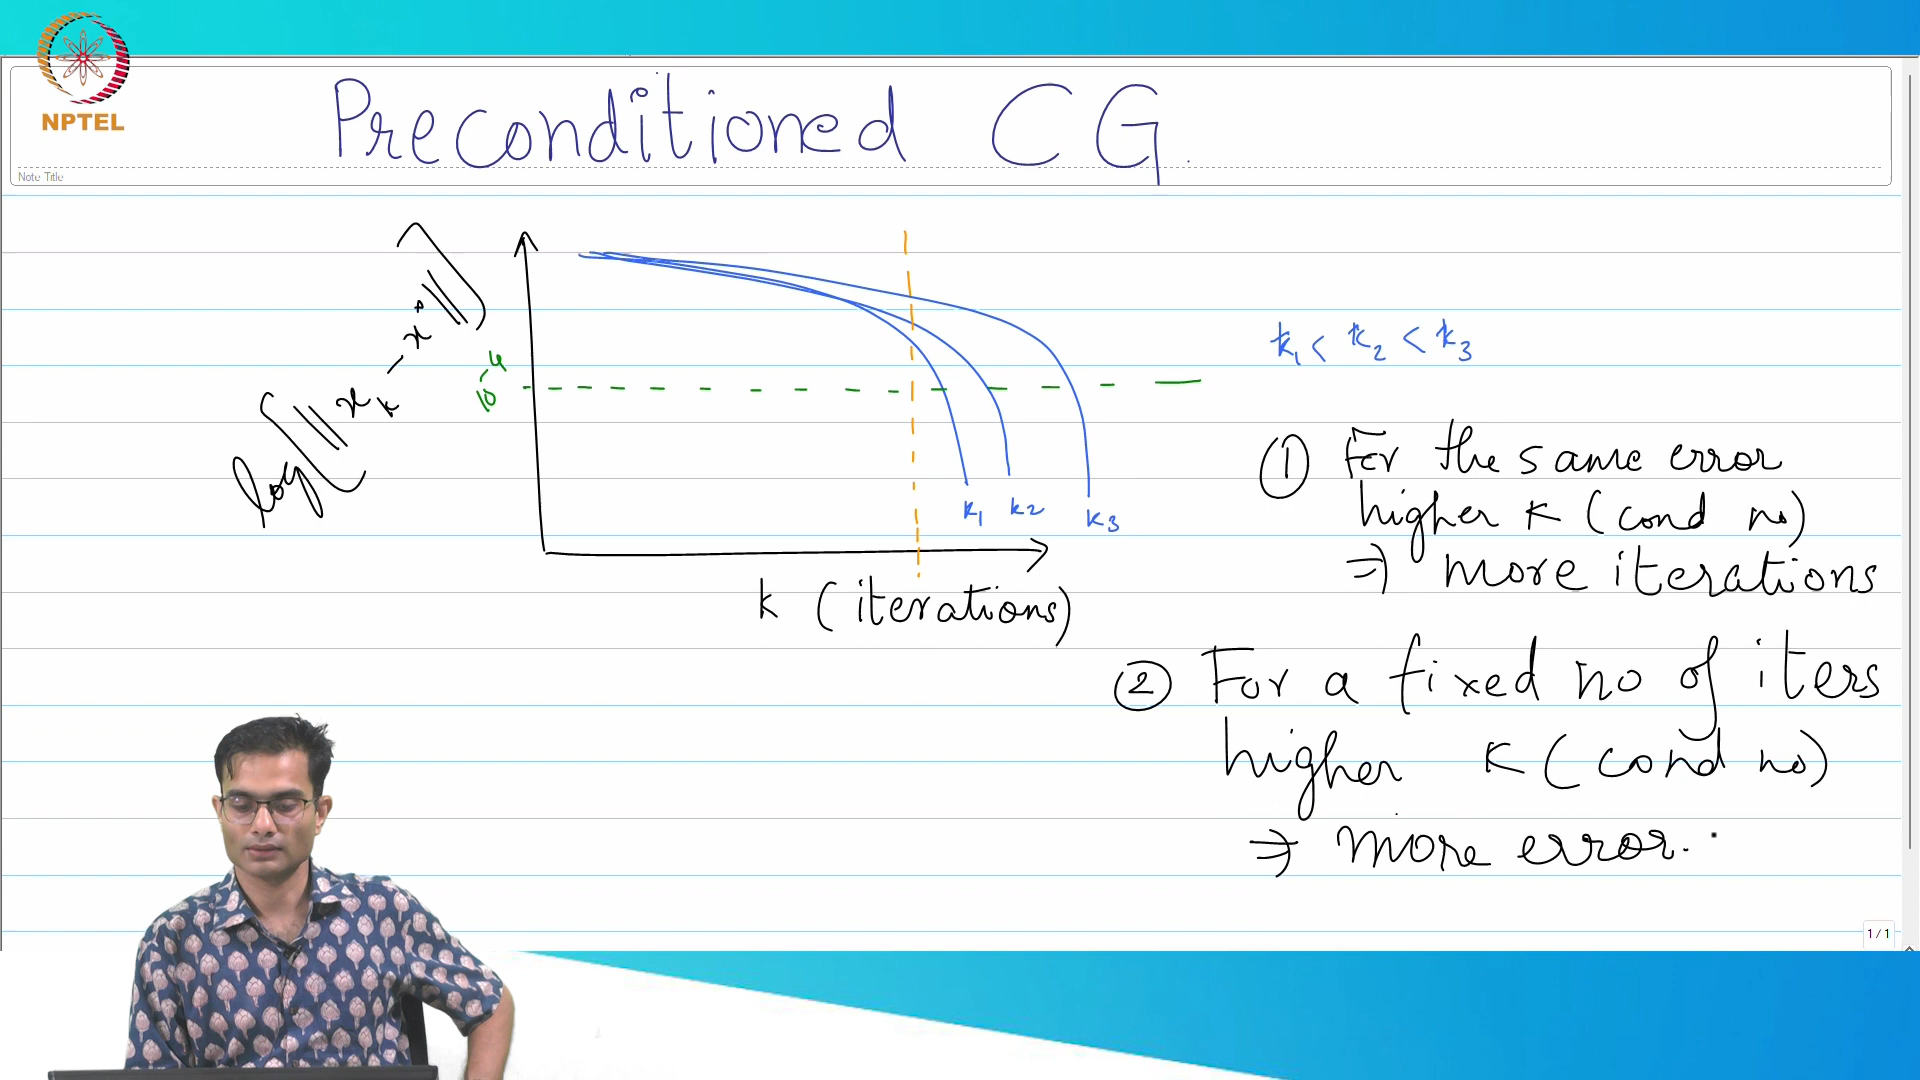 NPTEL
Preconditioned CG
Note Title
log[||x_k - x*||]
10^-4
κ1 < κ2 < κ3
κ1 κ2 κ3
k (iterations)
① For the same error
higher κ (cond no)
⇒ more iterations
② For a fixed no of iters
higher κ (cond no)
⇒ more error.
1 / 1